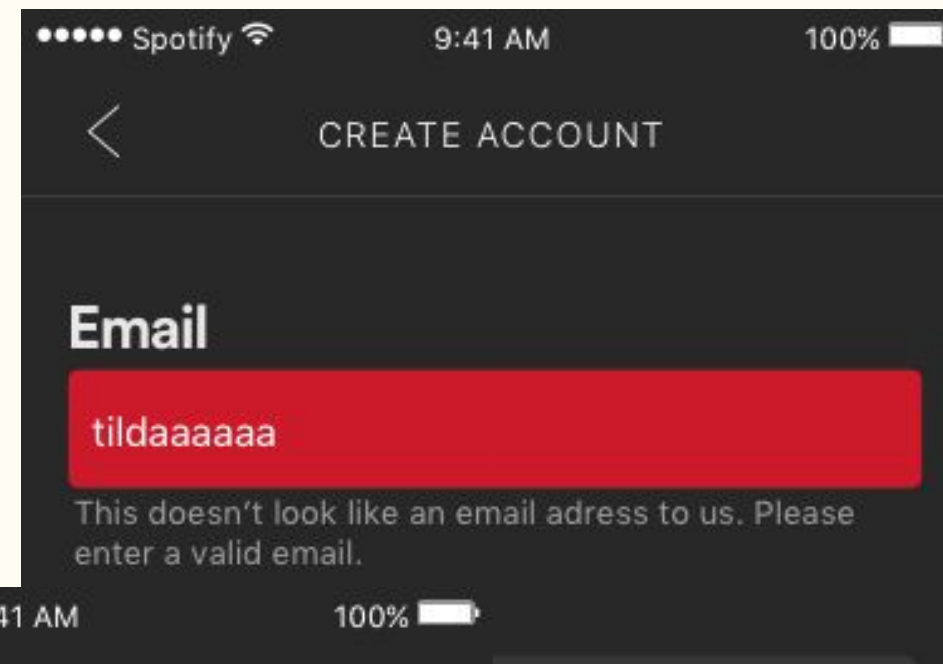 Spotify 9:41 AM 100%
CREATE ACCOUNT
Email
tildaaaaaa
This doesn't look like an email adress to us. Please
enter a valid email.
41 AM 100%